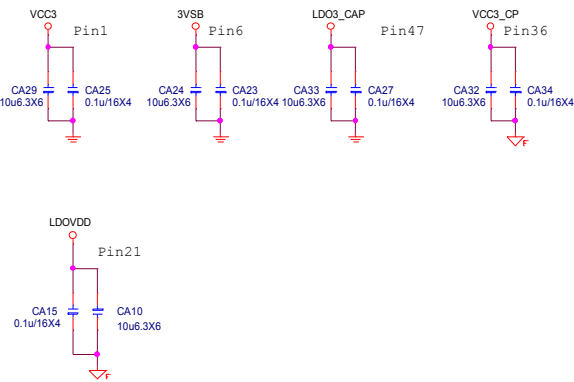 VCC3
Pin1
CA29
10u6.3X6
CA25
0.1u/16X4
3VSB
Pin6
CA24
10u6.3X6
CA23
0.1u/16X4
LDO3_CAP
Pin47
CA33
10u6.3X6
CA27
0.1u/16X4
VCC3_CP
Pin36
CA32
10u6.3X6
CA34
0.1u/16X4
LDOVDD
Pin21
CA15
0.1u/16X4
CA10
10u6.3X6